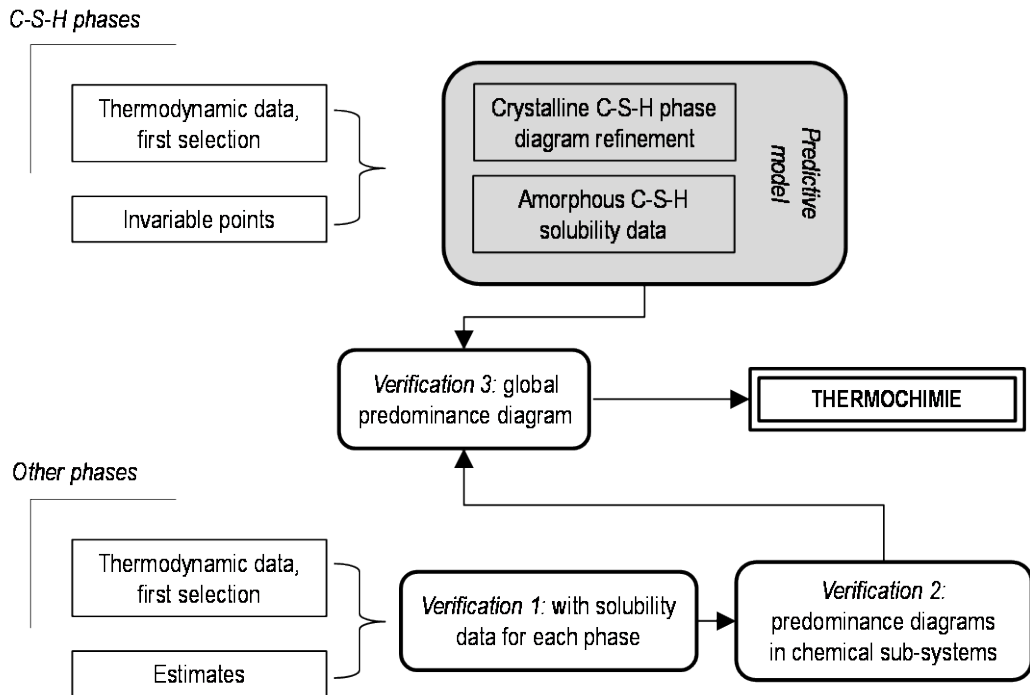 C-S-H phases
Thermodynamic data,
first selection
Invariable points
Crystalline C-S-H phase
diagram refinement
Amorphous C-S-H
solubility data
Predictive
model
Verification 3: global
predominance diagram
THERMOCHIMIE
Other phases
Thermodynamic data,
first selection
Estimates
Verification 1: with solubility
data for each phase
Verification 2:
predominance diagrams
in chemical sub-systems